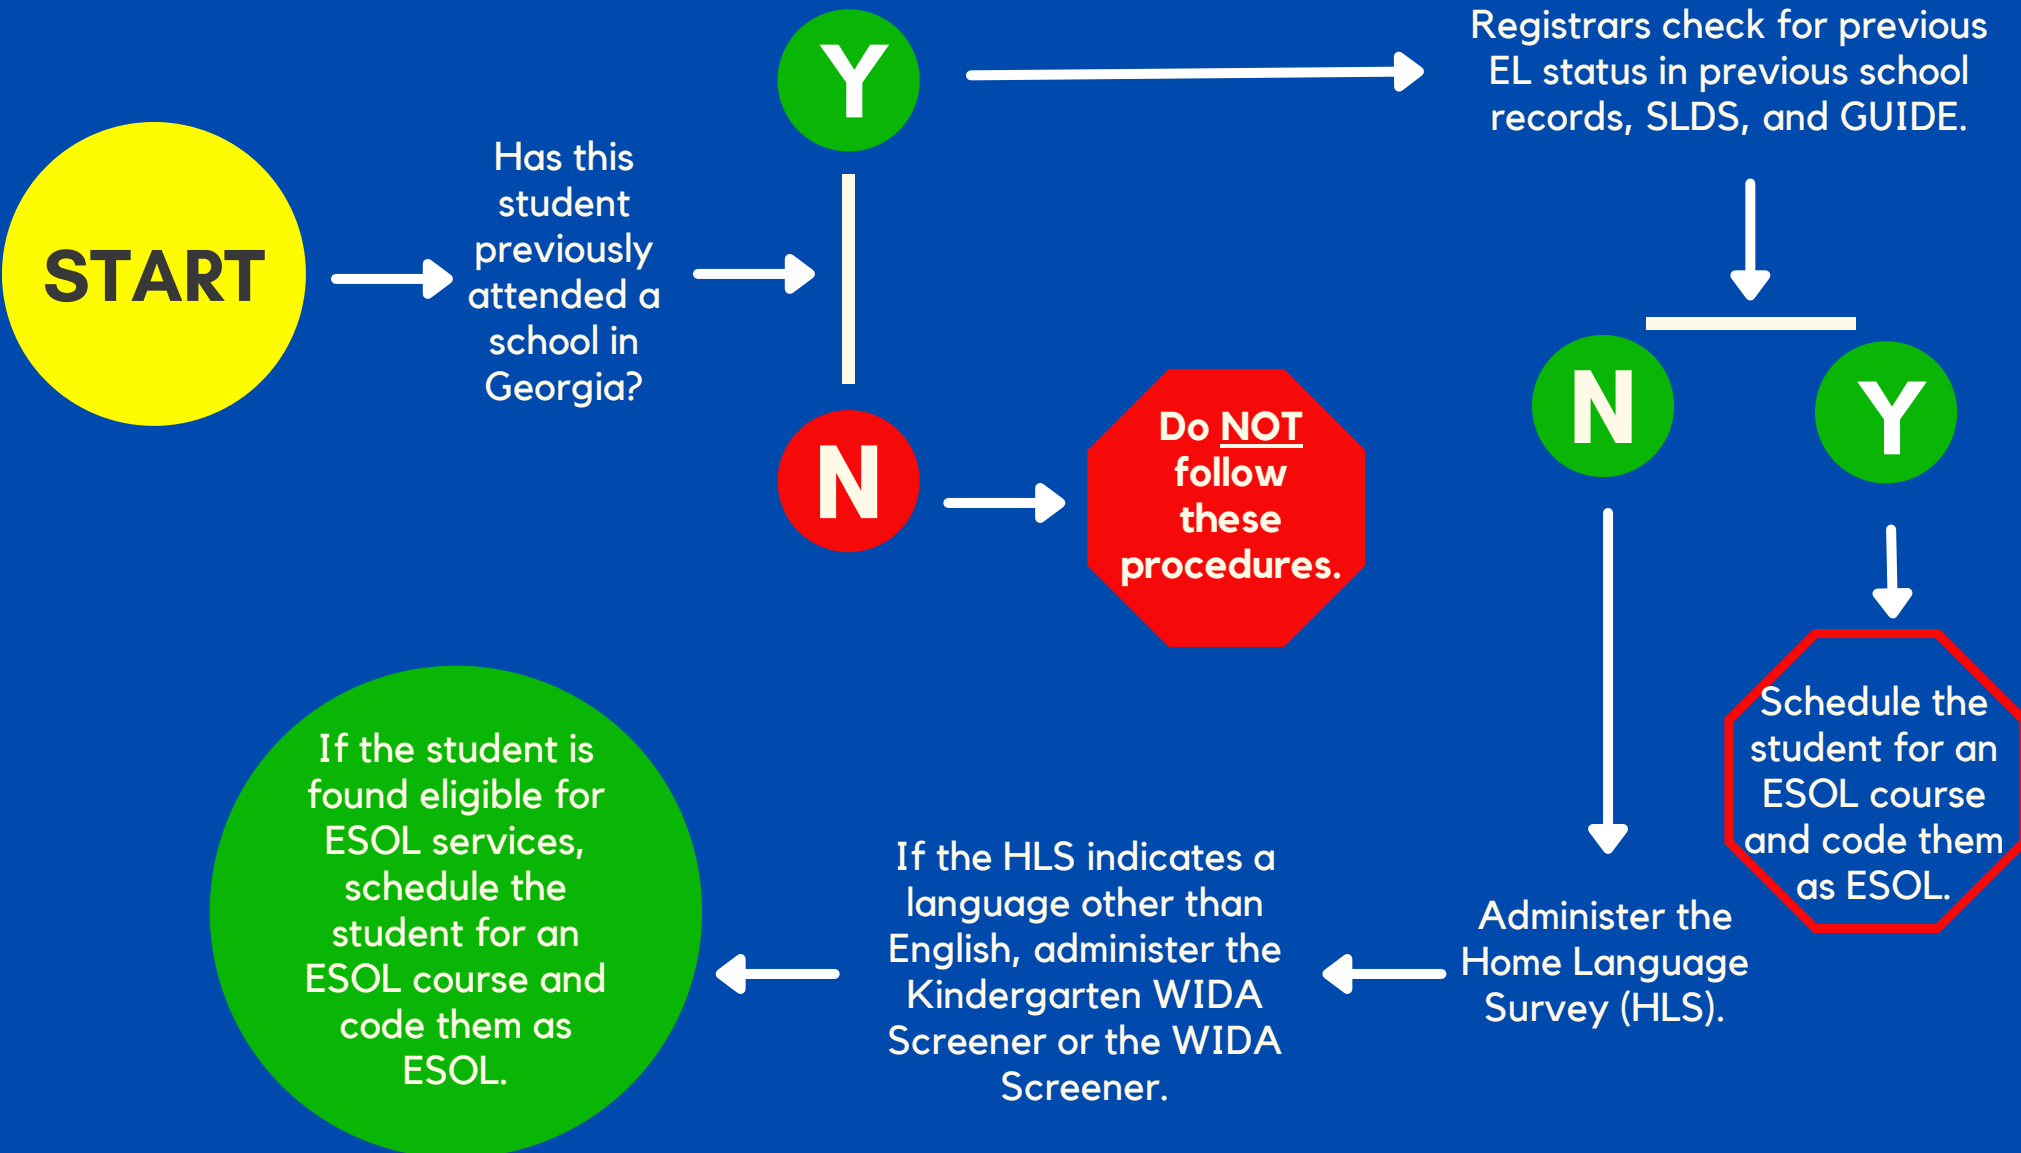 START
Has this
student
previously
attended a
school in
Georgia?
Y
N
Do NOT
follow
these
procedures.
Registrars check for previous
EL status in previous school
records, SLDS, and GUIDE.
N
Y
Schedule the
student for an
ESOL course
and code them
as ESOL.
Administer the
Home Language
Survey (HLS).
If the HLS indicates a
language other than
English, administer the
Kindergarten WIDA
Screener or the WIDA
Screener.
If the student is
found eligible for
ESOL services,
schedule the
student for an
ESOL course and
code them as
ESOL.